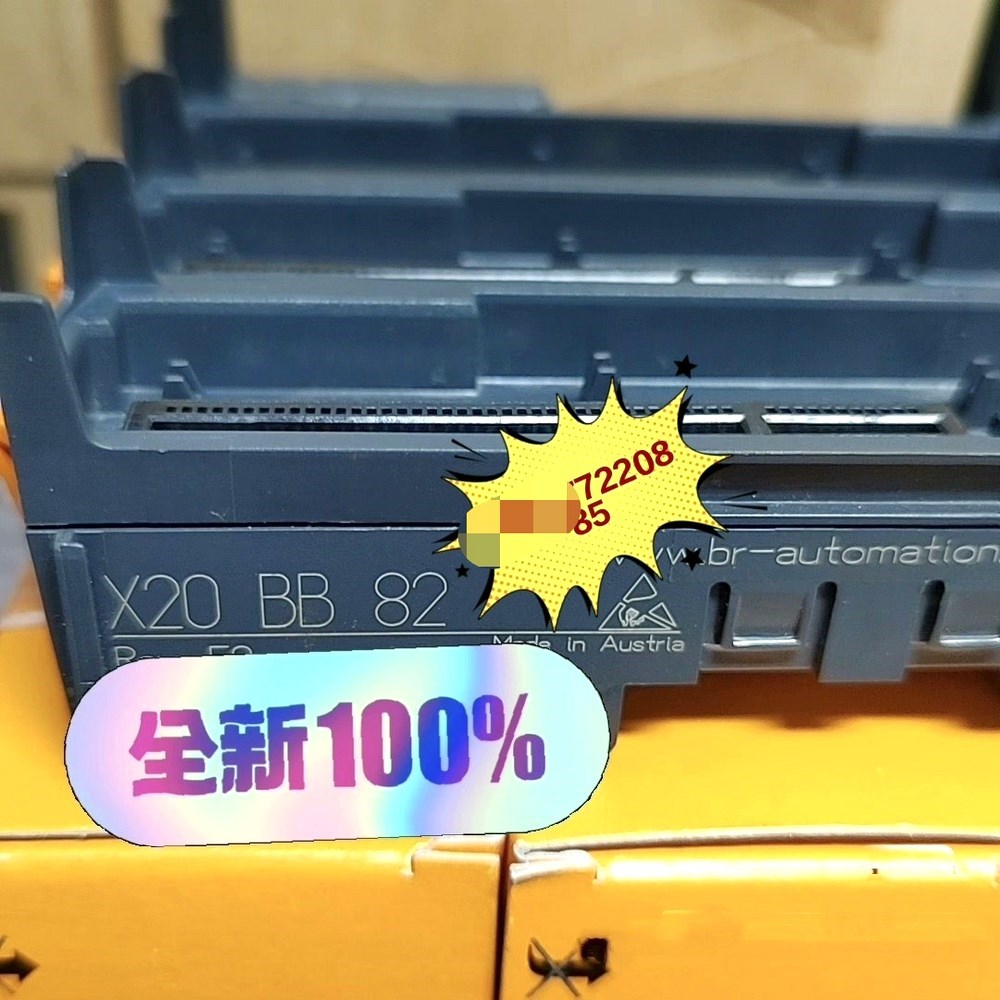 72208
85
www.br-automation.
X20 BB 82
Made in Austria
全新100%